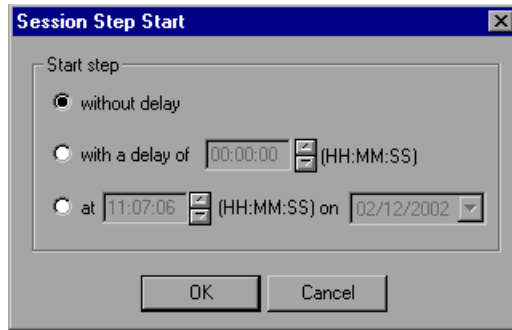 Session Step Start
Start step
without delay
with a delay of 00:00:00 (HH:MM:SS)
at 11:07:06 (HH:MM:SS) on 02/12/2002
OK Cancel